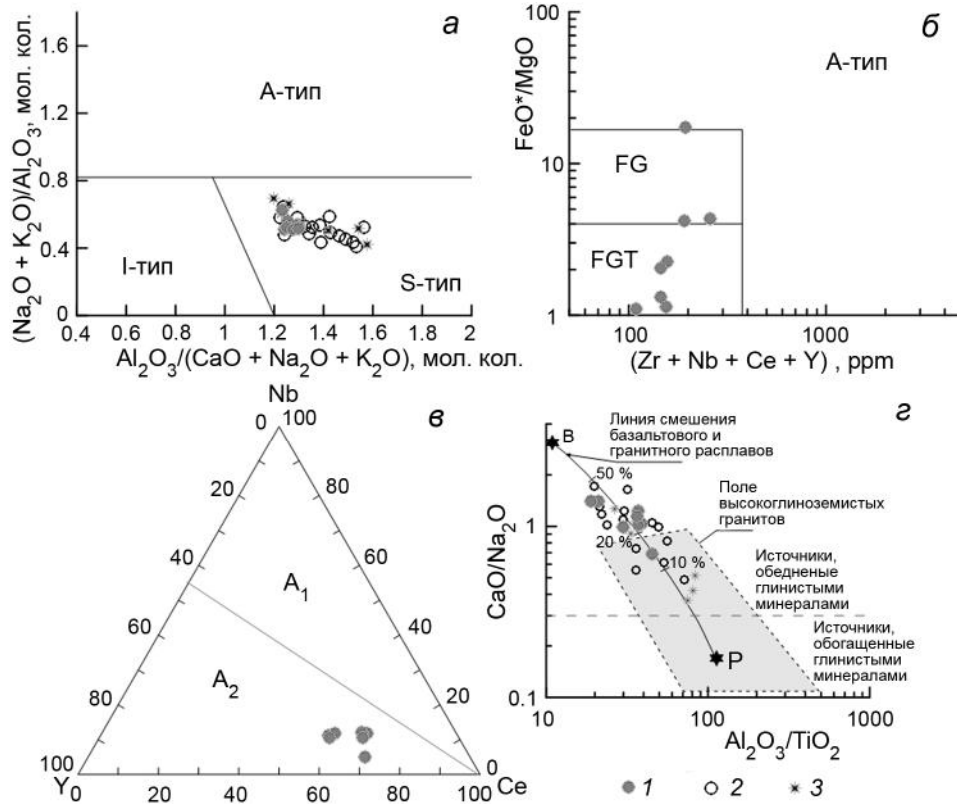 а
(Na2O + K2O)/Al2O3, мол. кол.
1.6
1.2
0.8
0.4
0
А-тип
I-тип
S-тип
0.4 0.6 0.8 1 1.2 1.4 1.6 1.8 2
Al2O3/(CaO + Na2O + K2O), мол. кол.
б
FeO*/MgO
100
10
1
А-тип
FG
FGT
100 1000
(Zr + Nb + Ce + Y) , ppm
в
Nb
0 100
20 80
40 60
60 40
80 20
100 0
A1
A2
Y Ce
0 20 40 60 80 100
г
CaO/Na2O
1
0.1
B
Линия смешения
базальтового и
гранитного расплавов
50 %
20 %
10 %
P
Поле
высокоглиноземистых
гранитов
Источники,
обедненые
глинистыми
минералами
Источники,
обогащенные
глинистыми
минералами
10 100 1000
Al2O3/TiO2
1 2 3